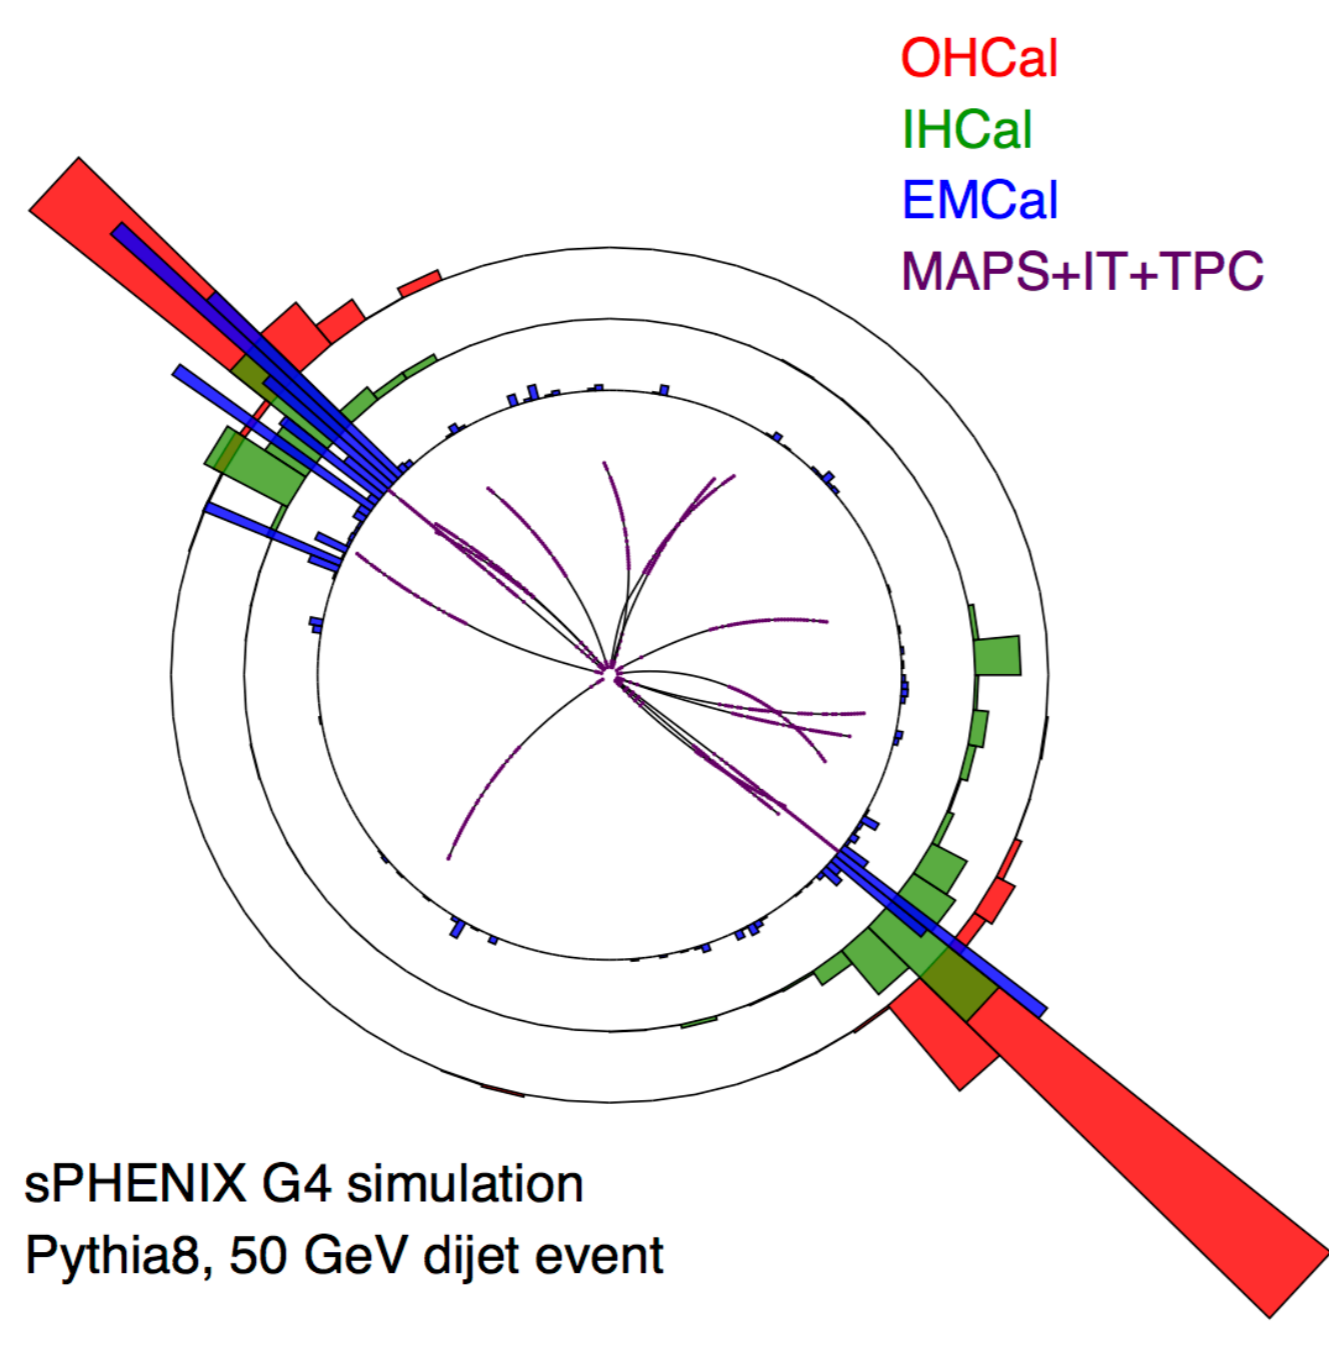 OHCal
IHCal
EMCal
MAPS+IT+TPC
sPHENIX G4 simulation
Pythia8, 50 GeV dijet event